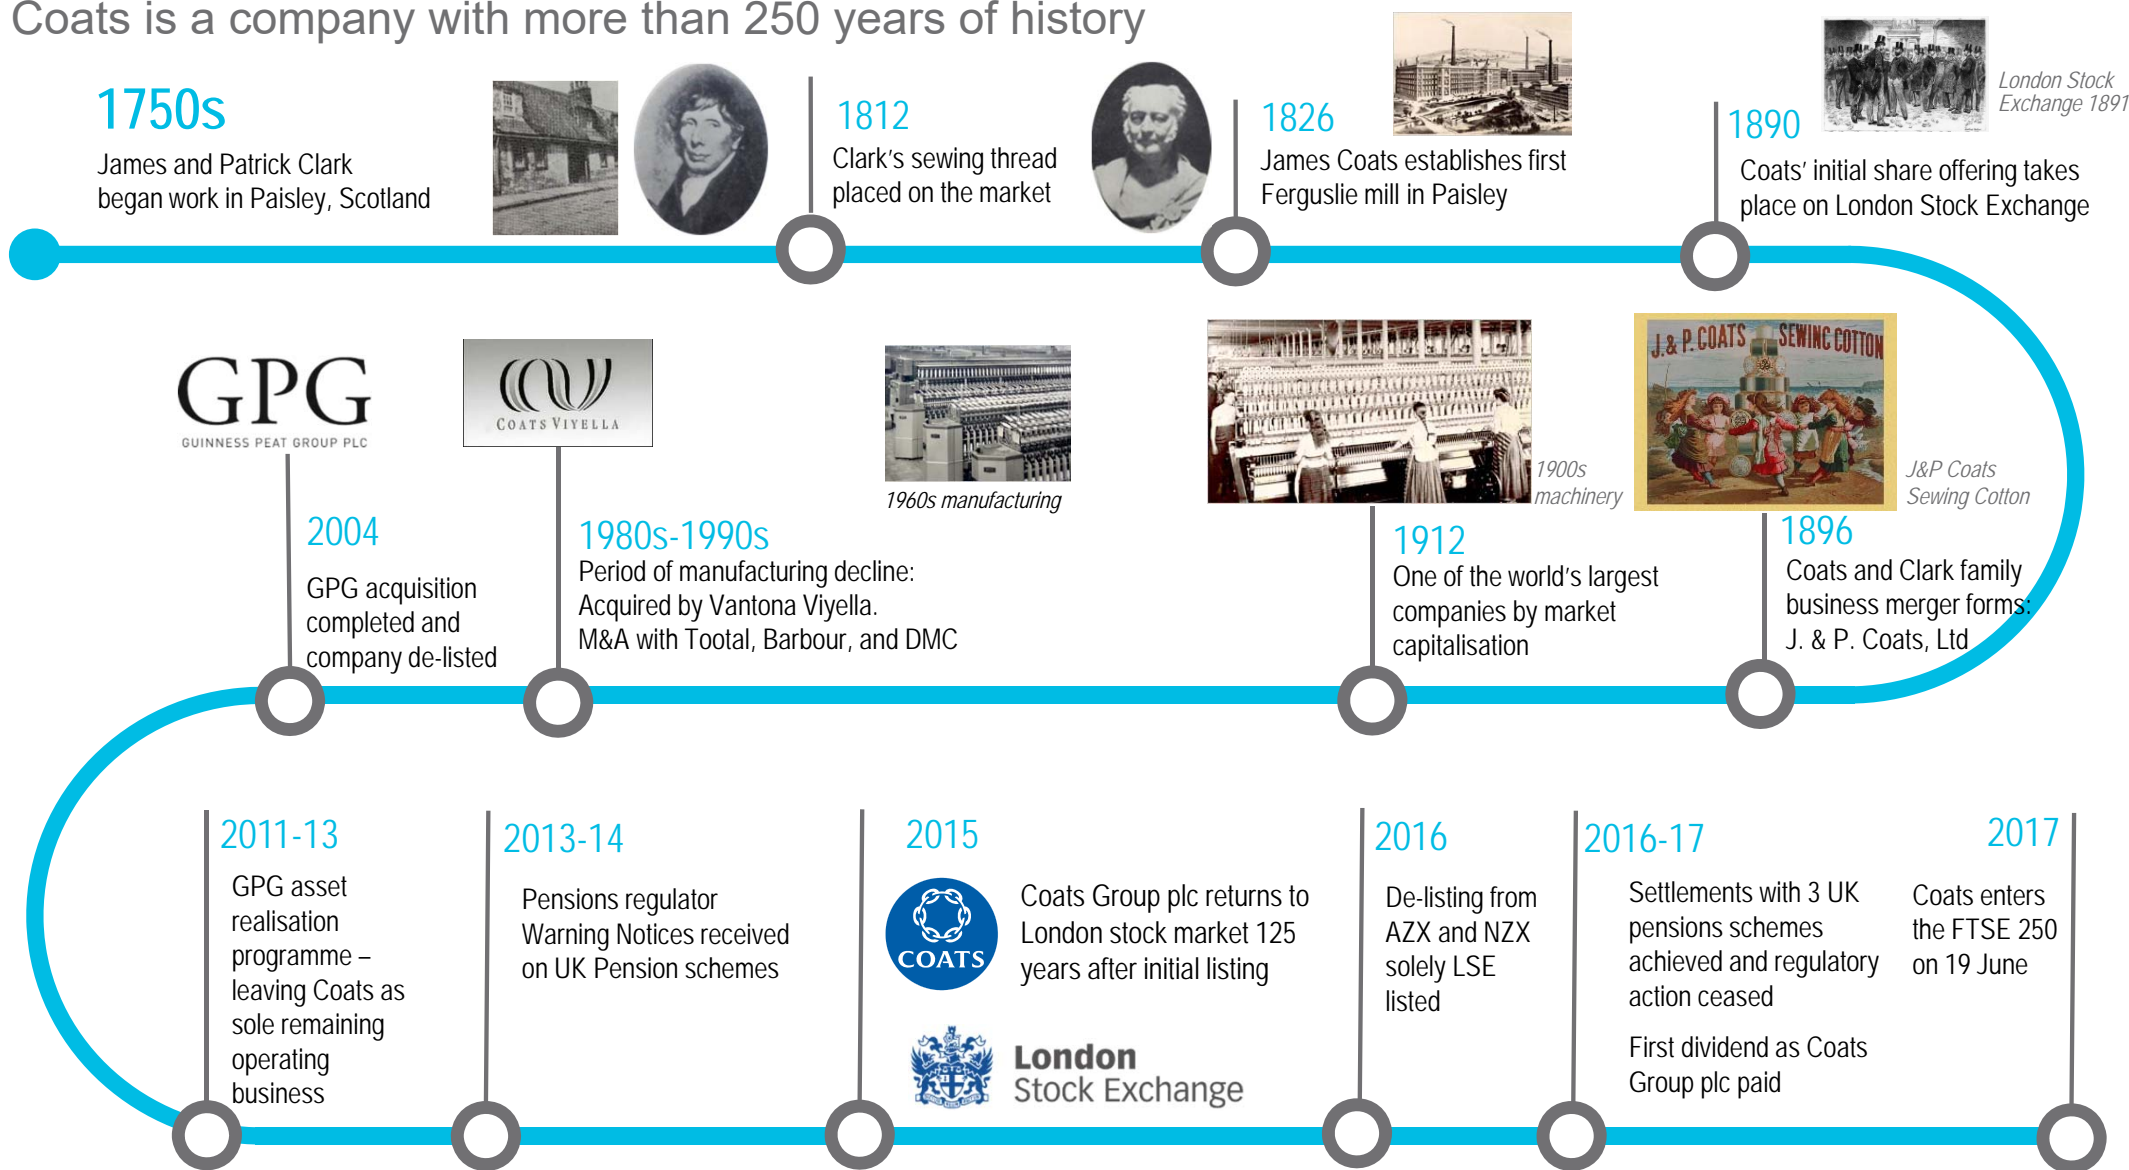 Coats is a company with more than 250 years of history
1750s
James and Patrick Clark
began work in Paisley, Scotland
1812
Clark's sewing thread
placed on the market
1826
James Coats establishes first
Ferguslie mill in Paisley
1890
London Stock
Exchange 1891
Coats' initial share offering takes
place on London Stock Exchange
J. & P. COATS SEWING COTTON
J&P Coats
Sewing Cotton
1896
Coats and Clark family
business merger forms:
J. & P. Coats, Ltd
1900s
machinery
1912
One of the world's largest
companies by market
capitalisation
1960s manufacturing
COATS VIYELLA
1980s-1990s
Period of manufacturing decline:
Acquired by Vantona Viyella.
M&A with Tootal, Barbour, and DMC
GPG
GUINNESS PEAT GROUP PLC
2004
GPG acquisition
completed and
company de-listed
2011-13
GPG asset
realisation
programme –
leaving Coats as
sole remaining
operating
business
2013-14
Pensions regulator
Warning Notices received
on UK Pension schemes
2015
COATS
Coats Group plc returns to
London stock market 125
years after initial listing
London
Stock Exchange
2016
De-listing from
AZX and NZX
solely LSE
listed
2016-17
Settlements with 3 UK
pensions schemes
achieved and regulatory
action ceased
First dividend as Coats
Group plc paid
2017
Coats enters
the FTSE 250
on 19 June